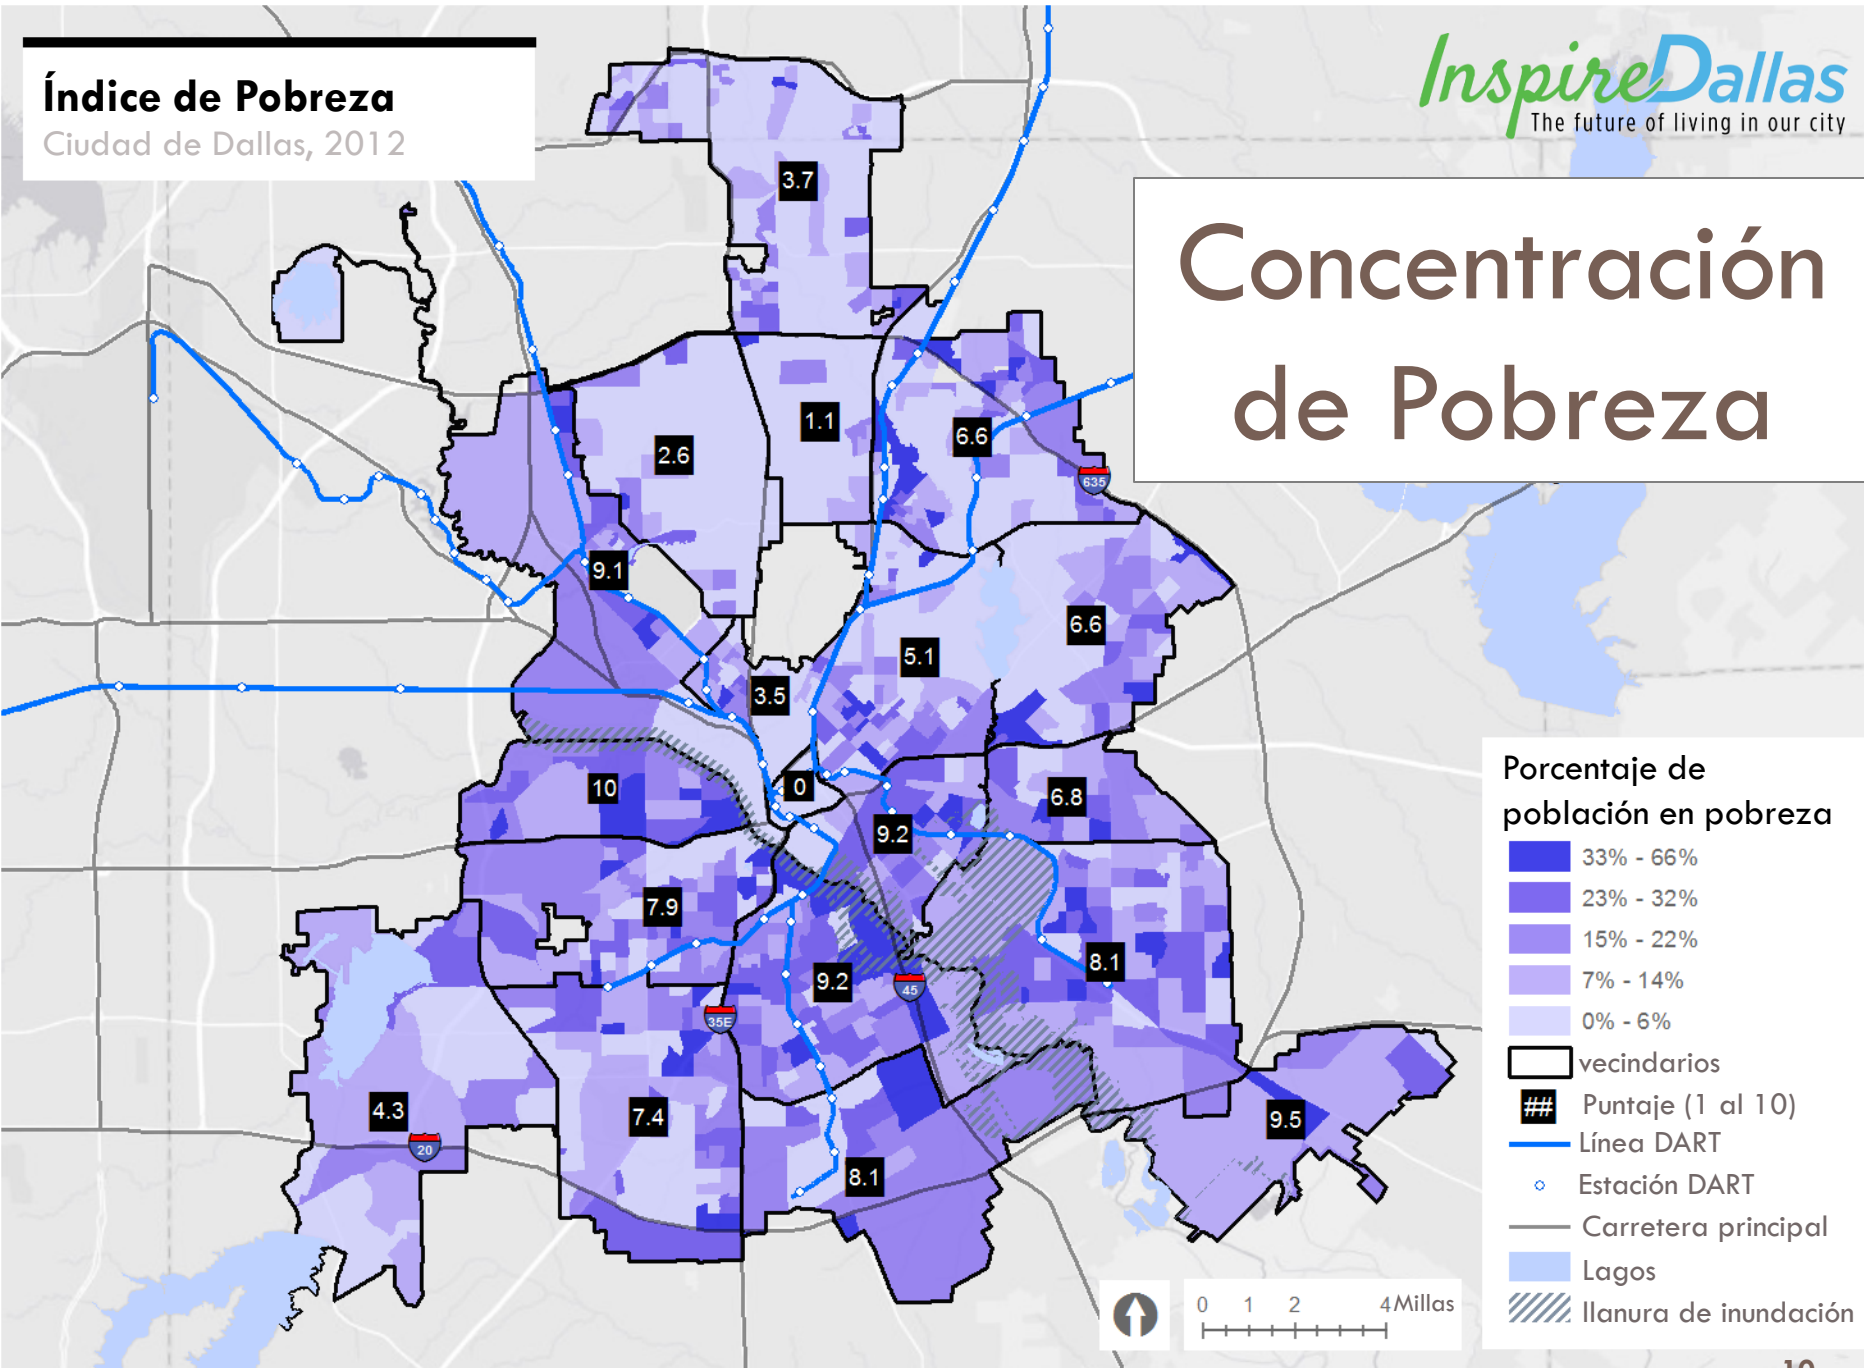 Índice de Pobreza
Ciudad de Dallas, 2012
InspireDallas
The future of living in our city
Concentración
de Pobreza
3.7
1.1
2.6
6.6
635
9.1
6.6
5.1
3.5
10
0
6.8
9.2
7.9
8.1
9.2
45
35E
4.3
7.4
9.5
20
8.1
Porcentaje de
población en pobreza
33% - 66%
23% - 32%
15% - 22%
7% - 14%
0% - 6%
vecindarios
## Puntaje (1 al 10)
Línea DART
Estación DART
Carretera principal
Lagos
llanura de inundación
0 1 2 4 Millas